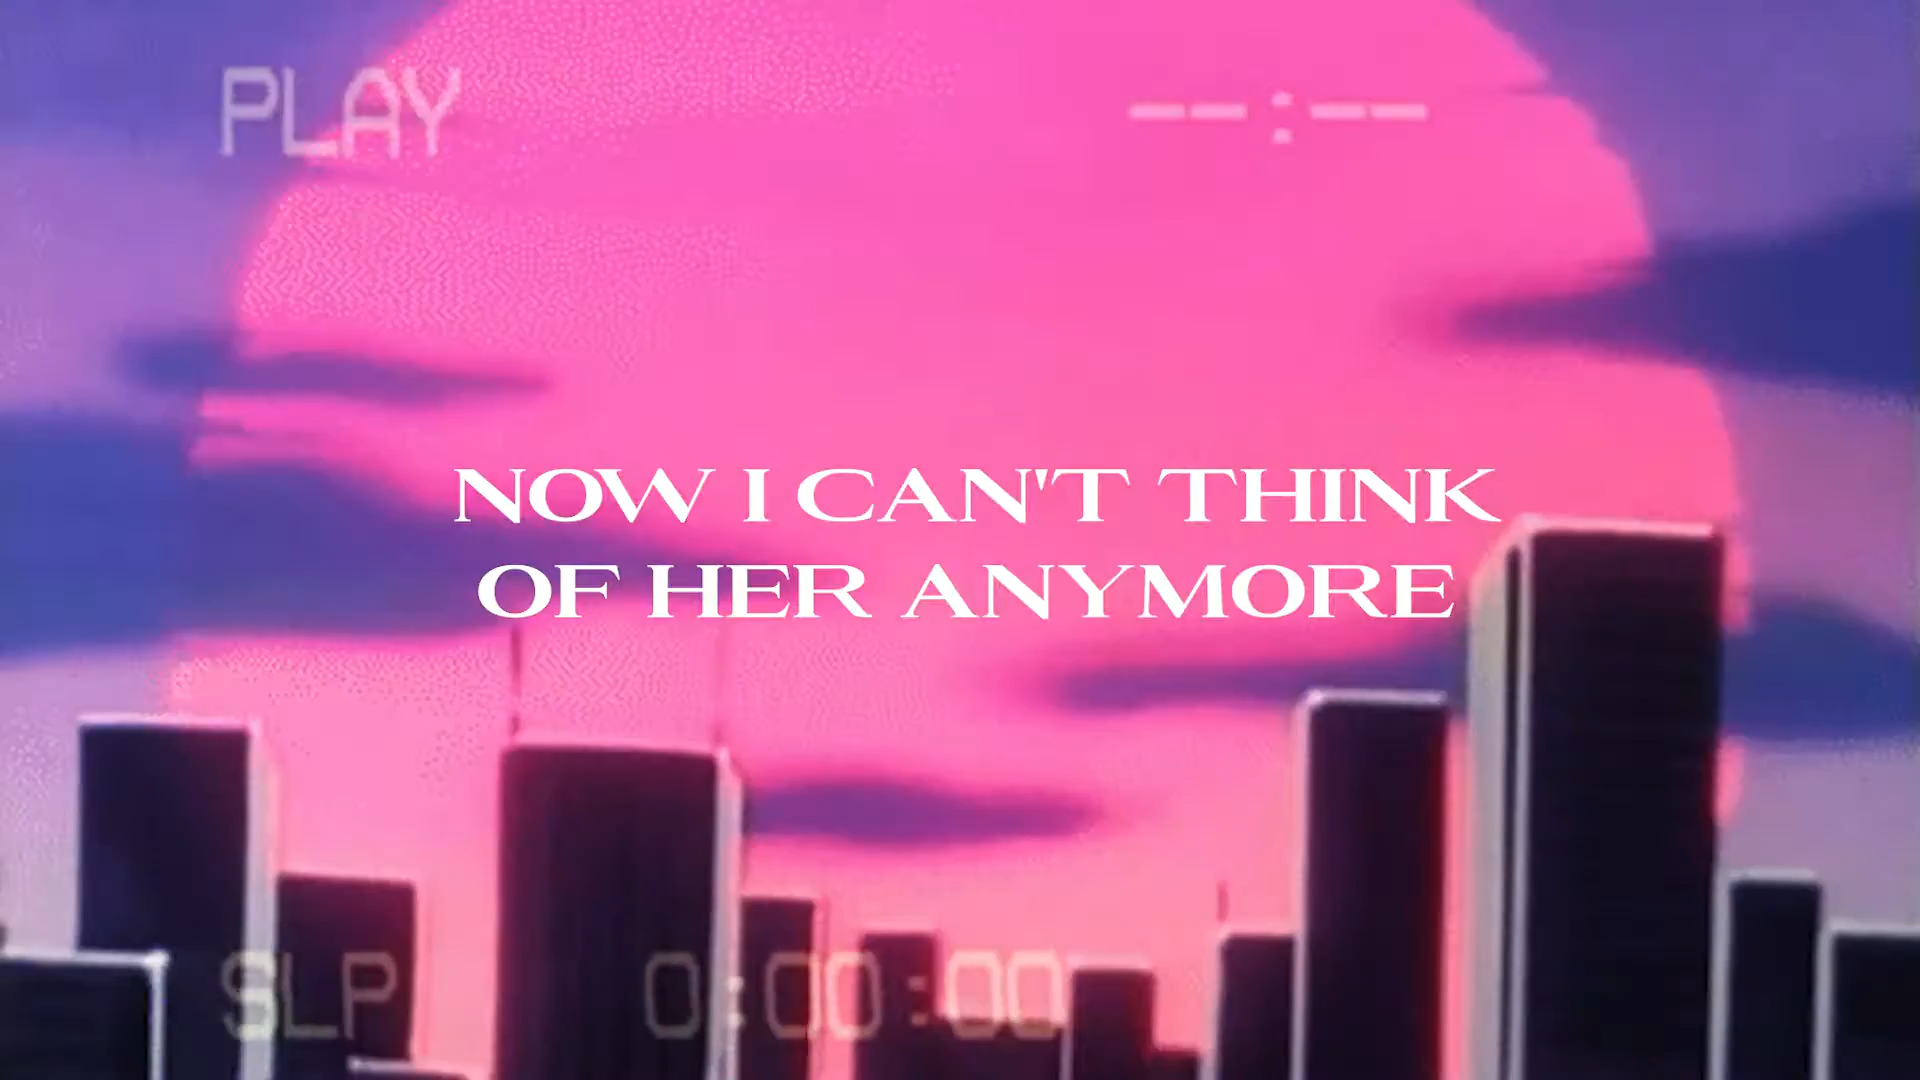 PLAY --:--
NOW I CAN'T THINK
OF HER ANYMORE
SLP 0:00:00